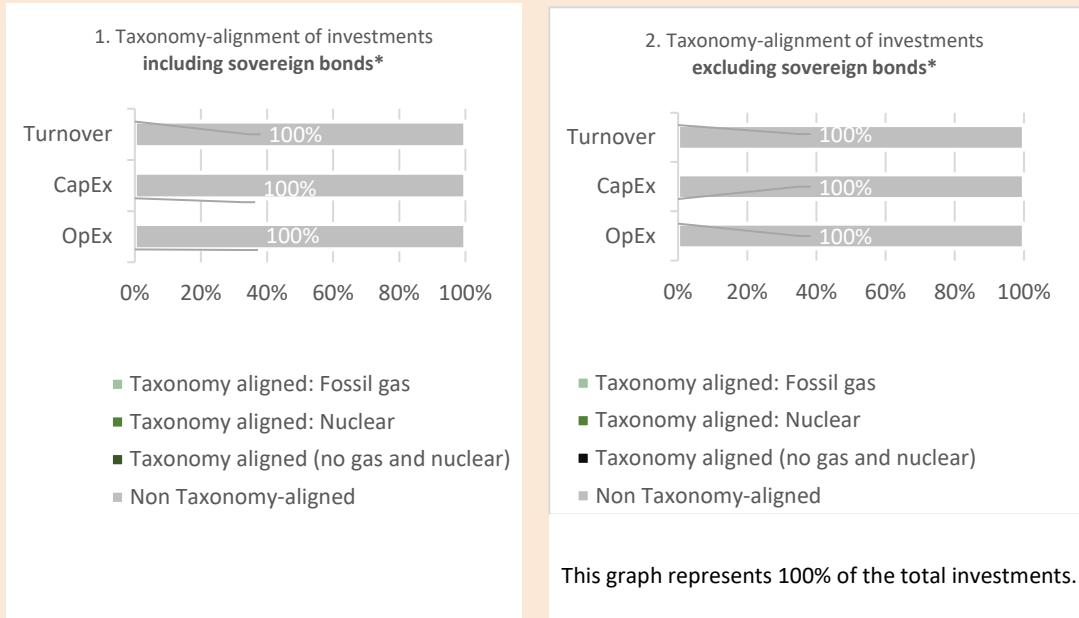 1. Taxonomy-alignment of investments
including sovereign bonds*
Turnover
100%
CapEx
100%
OpEx
100%
0% 20% 40% 60% 80% 100%
Taxonomy aligned: Fossil gas
Taxonomy aligned: Nuclear
Taxonomy aligned (no gas and nuclear)
Non Taxonomy-aligned
2. Taxonomy-alignment of investments
excluding sovereign bonds*
Turnover
100%
CapEx
100%
OpEx
100%
0% 20% 40% 60% 80% 100%
Taxonomy aligned: Fossil gas
Taxonomy aligned: Nuclear
Taxonomy aligned (no gas and nuclear)
Non Taxonomy-aligned
This graph represents 100% of the total investments.